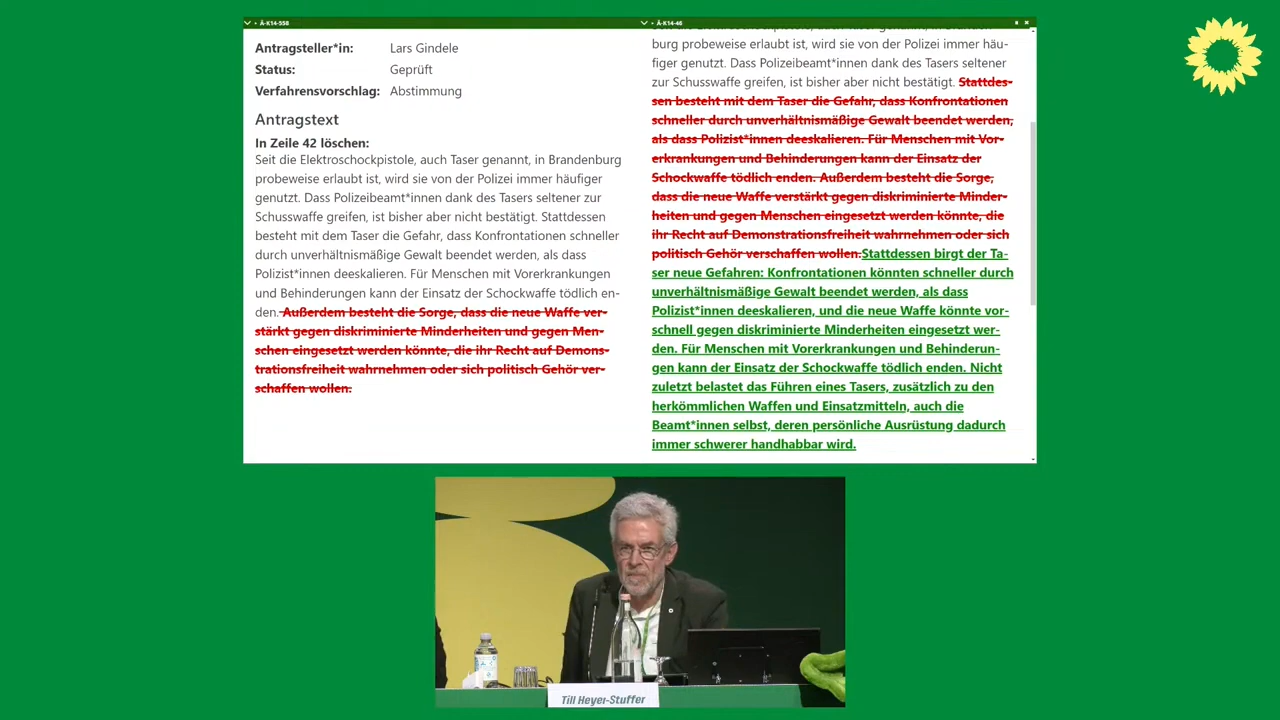 Ä-K14-558
Antragsteller*in: Lars Gindele
Status: Geprüft
Verfahrensvorschlag: Abstimmung
Antragstext
In Zeile 42 löschen:
Seit die Elektroschockpistole, auch Taser genannt, in Brandenburg
probeweise erlaubt ist, wird sie von der Polizei immer häufiger
genutzt. Dass Polizeibeamt*innen dank des Tasers seltener zur
Schusswaffe greifen, ist bisher aber nicht bestätigt. Stattdessen
besteht mit dem Taser die Gefahr, dass Konfrontationen schneller
durch unverhältnismäßige Gewalt beendet werden, als dass
Polizist*innen deeskalieren. Für Menschen mit Vorerkrankungen
und Behinderungen kann der Einsatz der Schockwaffe tödlich en-
den. Außerdem besteht die Sorge, dass die neue Waffe ver-
stärkt gegen diskriminierte Minderheiten und gegen Men-
schen eingesetzt werden könnte, die ihr Recht auf Demons-
trationsfreiheit wahrnehmen oder sich politisch Gehör ver-
schaffen wollen.
Ä-K14-46
burg probeweise erlaubt ist, wird sie von der Polizei immer häu-
figer genutzt. Dass Polizeibeamt*innen dank des Tasers seltener
zur Schusswaffe greifen, ist bisher aber nicht bestätigt. Stattdes-
sen besteht mit dem Taser die Gefahr, dass Konfrontationen
schneller durch unverhältnismäßige Gewalt beendet werden,
als dass Polizist*innen deeskalieren. Für Menschen mit Vor-
erkrankungen und Behinderungen kann der Einsatz der
Schockwaffe tödlich enden. Außerdem besteht die Sorge,
dass die neue Waffe verstärkt gegen diskriminierte Minder-
heiten und gegen Menschen eingesetzt werden könnte, die
ihr Recht auf Demonstrationsfreiheit wahrnehmen oder sich
politisch Gehör verschaffen wollen.Stattdessen birgt der Ta-
ser neue Gefahren: Konfrontationen könnten schneller durch
unverhältnismäßige Gewalt beendet werden, als dass
Polizist*innen deeskalieren, und die neue Waffe könnte vor-
schnell gegen diskriminierte Minderheiten eingesetzt wer-
den. Für Menschen mit Vorerkrankungen und Behinderun-
gen kann der Einsatz der Schockwaffe tödlich enden. Nicht
zuletzt belastet das Führen eines Tasers, zusätzlich zu den
herkömmlichen Waffen und Einsatzmitteln, auch die
Beamt*innen selbst, deren persönliche Ausrüstung dadurch
immer schwerer handhabbar wird.
Till Heyer-Stuffer